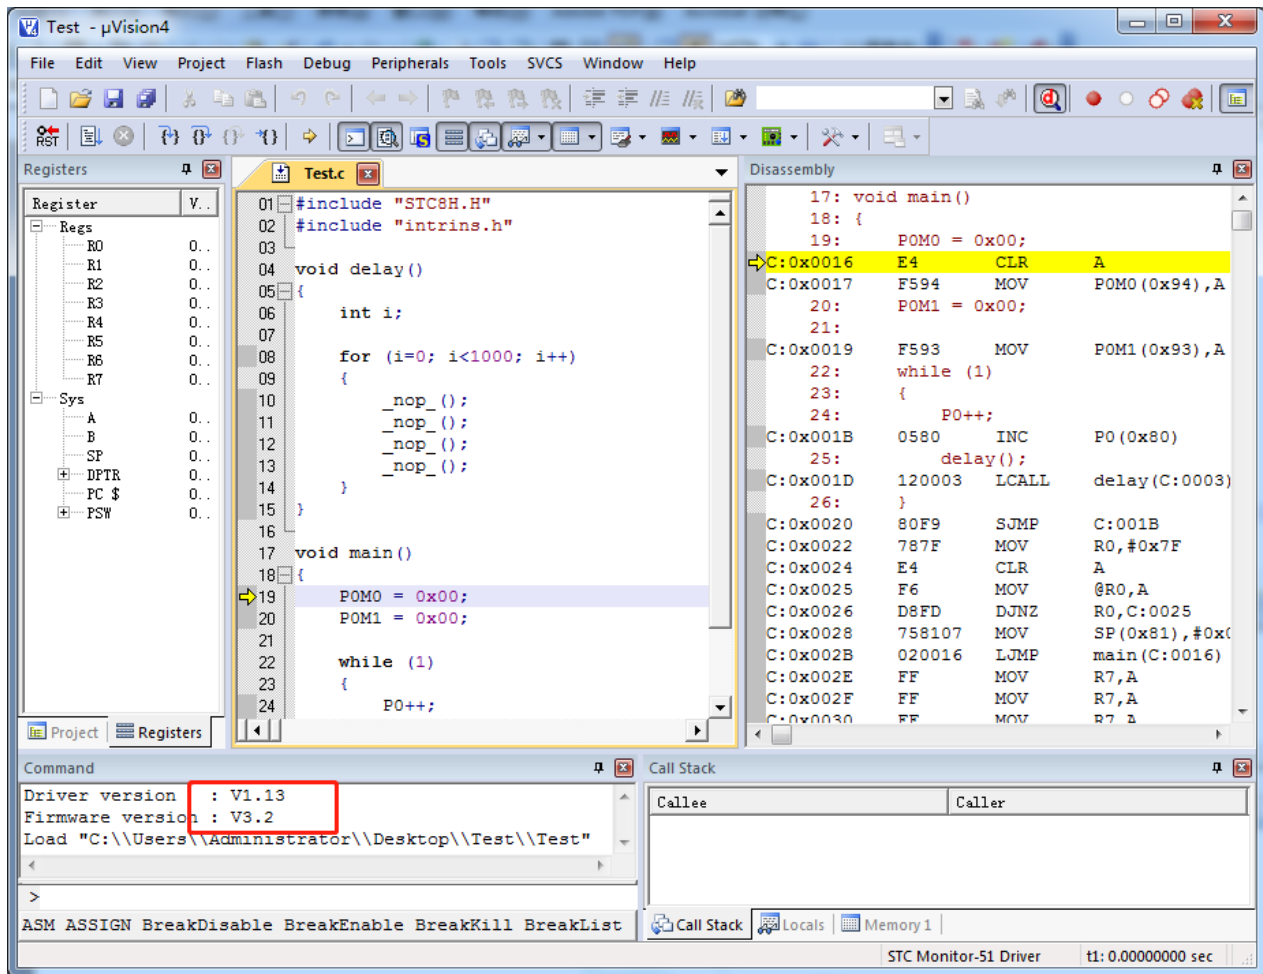 Test - µVision4
File Edit View Project Flash Debug Peripherals Tools SVCS Window Help
RST
Registers
Register V..
Regs
R0 0..
R1 0..
R2 0..
R3 0..
R4 0..
R5 0..
R6 0..
R7 0..
Sys
A 0..
B 0..
SP 0..
DPTR 0..
PC $ 0..
PSW 0..
Project Registers
Test.c
01 #include "STC8H.H"
02 #include "intrins.h"
03
04 void delay()
05 {
06 int i;
07
08 for (i=0; i<1000; i++)
09 {
10 _nop_();
11 _nop_();
12 _nop_();
13 _nop_();
14 }
15 }
16
17 void main()
18 {
19 P0M0 = 0x00;
20 P0M1 = 0x00;
21
22 while (1)
23 {
24 P0++;
Disassembly
17: void main()
18: {
19: P0M0 = 0x00;
C:0x0016 E4 CLR A
C:0x0017 F594 MOV P0M0(0x94),A
20: P0M1 = 0x00;
21:
C:0x0019 F593 MOV P0M1(0x93),A
22: while (1)
23: {
24: P0++;
C:0x001B 0580 INC P0(0x80)
25: delay();
C:0x001D 120003 LCALL delay(C:0003)
26: }
C:0x0020 80F9 SJMP C:001B
C:0x0022 787F MOV R0,#0x7F
C:0x0024 E4 CLR A
C:0x0025 F6 MOV @R0,A
C:0x0026 D8FD DJNZ R0,C:0025
C:0x0028 758107 MOV SP(0x81),#0x0
C:0x002B 020016 LJMP main(C:0016)
C:0x002E FF MOV R7,A
C:0x002F FF MOV R7,A
C:0x0030 FF MOV R7,A
Command
Driver version : V1.13
Firmware version : V3.2
Load "C:\\Users\\Administrator\\Desktop\\Test\\Test"
>
ASM ASSIGN BreakDisable BreakEnable BreakKill BreakList
Call Stack
Callee Caller
Call Stack Locals Memory 1
STC Monitor-51 Driver t1: 0.00000000 sec